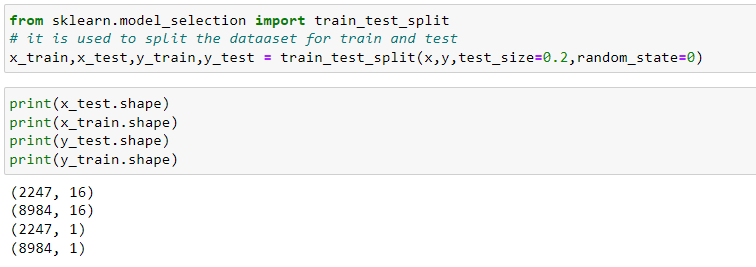 from sklearn.model_selection import train_test_split
# it is used to split the dataaset for train and test
x_train,x_test,y_train,y_test = train_test_split(x,y,test_size=0.2,random_state=0)
print(x_test.shape)
print(x_train.shape)
print(y_test.shape)
print(y_train.shape)
(2247, 16)
(8984, 16)
(2247, 1)
(8984, 1)